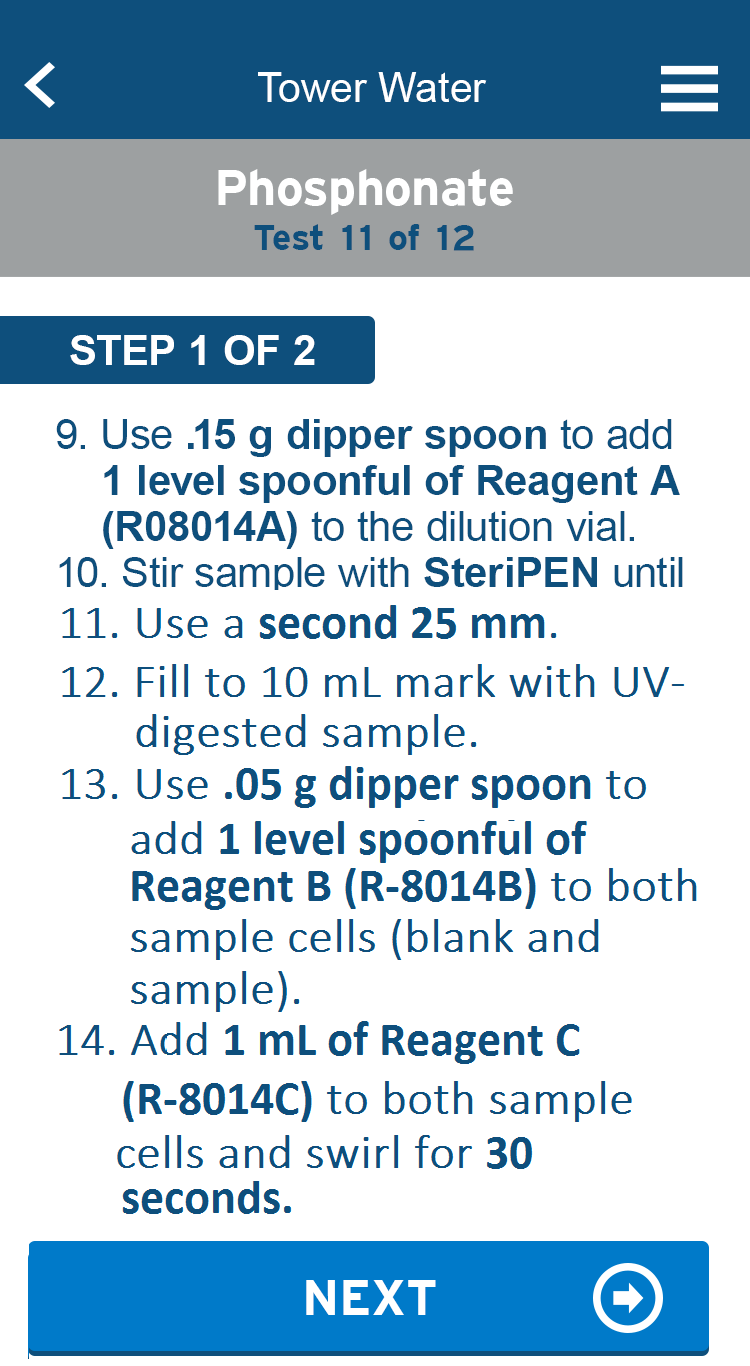 Tower Water
Phosphonate
Test 11 of 12
STEP 1 OF 2
9. Use .15 g dipper spoon to add
1 level spoonful of Reagent A
(R08014A) to the dilution vial.
10. Stir sample with SteriPEN until
11. Use a second 25 mm.
12. Fill to 10 mL mark with UV-
digested sample.
13. Use .05 g dipper spoon to
add 1 level spoonful of
Reagent B (R-8014B) to both
sample cells (blank and
sample).
14. Add 1 mL of Reagent C
(R-8014C) to both sample
cells and swirl for 30
seconds.
NEXT